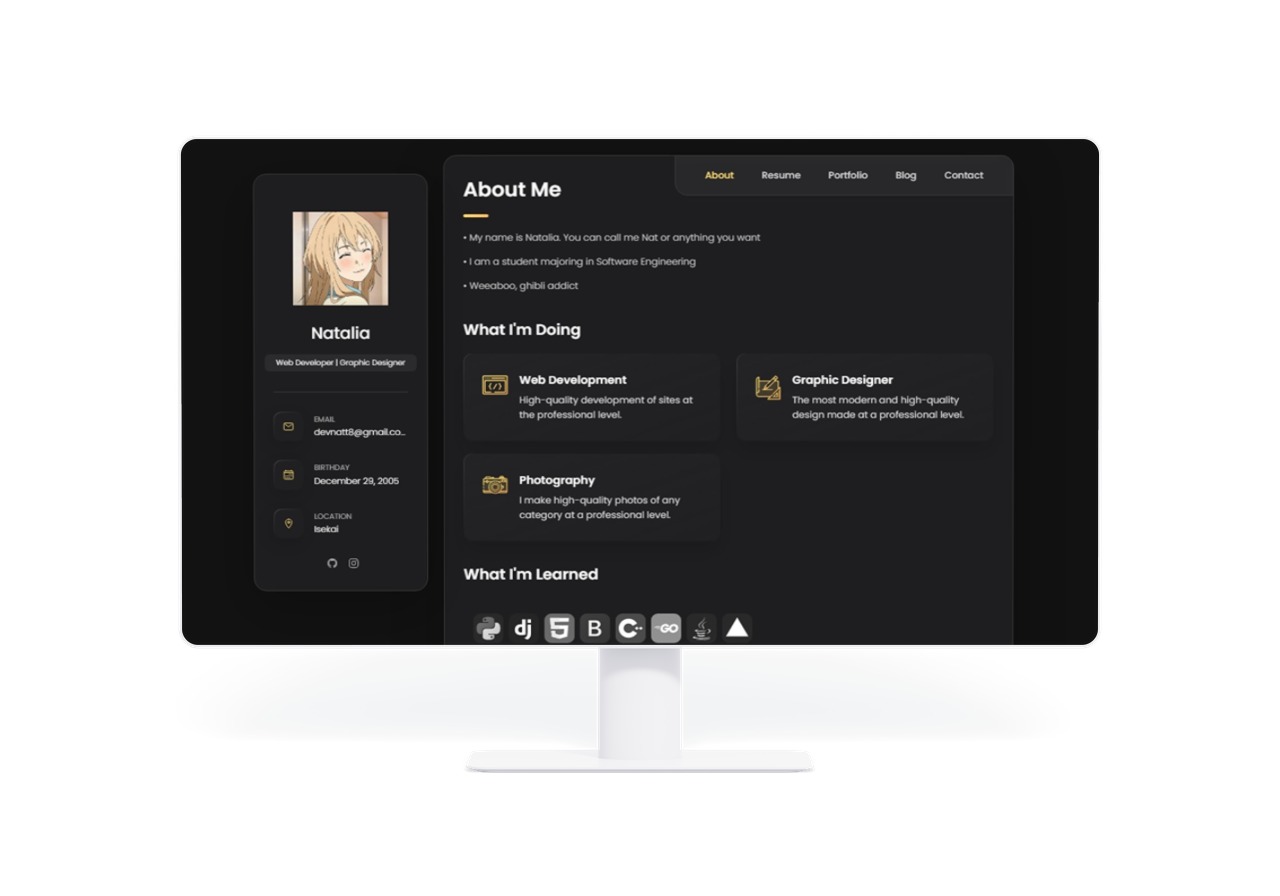 About
Resume
Portfolio
Blog
Contact
Natalia
Web Developer | Graphic Designer
EMAIL
devnatt8@gmail.co...
BIRTHDAY
December 29, 2005
LOCATION
Isekai
About Me
• My name is Natalia. You can call me Nat or anything you want
• I am a student majoring in Software Engineering
• Weeaboo, ghibli addict
What I'm Doing
Web Development
High-quality development of sites at
the professional level.
Graphic Designer
The most modern and high-quality
design made at a professional level.
Photography
I make high-quality photos of any
category at a professional level.
What I'm Learned
dj
5
B
C++
GO